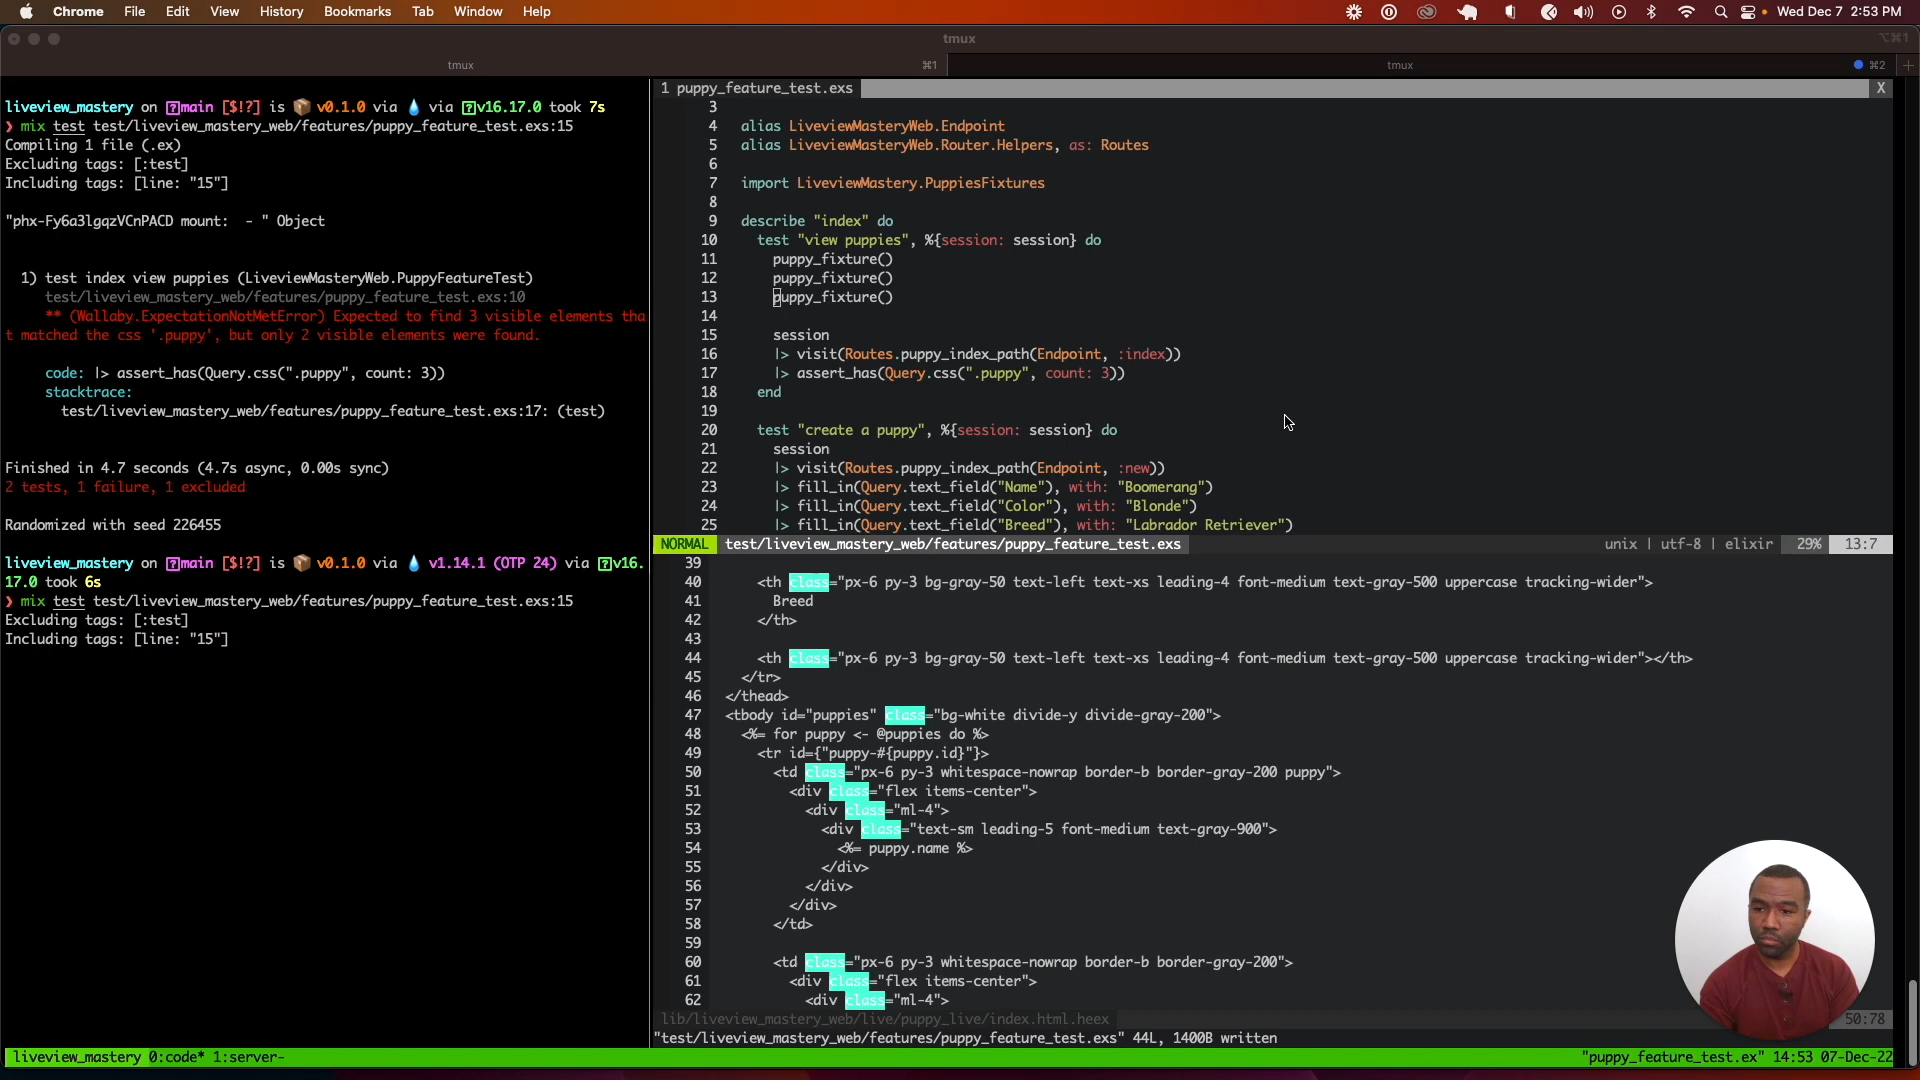 Chrome File Edit View History Bookmarks Tab Window Help
Wed Dec 7 2:53 PM
tmux
⌥⌘1
tmux ⌘1
tmux ⌘2 +
liveview_mastery on main [$!?] is 📦 v0.1.0 via 💧 via v16.17.0 took 7s
❯ mix test test/liveview_mastery_web/features/puppy_feature_test.exs:15
Compiling 1 file (.ex)
Excluding tags: [:test]
Including tags: [line: "15"]
"phx-Fy6a3lgqzVCnPACD mount:  - " Object
1) test index view puppies (LiveviewMasteryWeb.PuppyFeatureTest)
test/liveview_mastery_web/features/puppy_feature_test.exs:10
** (Wallaby.ExpectationNotMetError) Expected to find 3 visible elements tha
t matched the css '.puppy', but only 2 visible elements were found.
code: |> assert_has(Query.css(".puppy", count: 3))
stacktrace:
test/liveview_mastery_web/features/puppy_feature_test.exs:17: (test)
Finished in 4.7 seconds (4.7s async, 0.00s sync)
2 tests, 1 failure, 1 excluded
Randomized with seed 226455
liveview_mastery on main [$!?] is 📦 v0.1.0 via 💧 v1.14.1 (OTP 24) via v16.
17.0 took 6s
❯ mix test test/liveview_mastery_web/features/puppy_feature_test.exs:15
Excluding tags: [:test]
Including tags: [line: "15"]
1 puppy_feature_test.exs X
3
4 alias LiveviewMasteryWeb.Endpoint
5 alias LiveviewMasteryWeb.Router.Helpers, as: Routes
6
7 import LiveviewMastery.PuppiesFixtures
8
9 describe "index" do
10 test "view puppies", %{session: session} do
11 puppy_fixture()
12 puppy_fixture()
13 puppy_fixture()
14
15 session
16 |> visit(Routes.puppy_index_path(Endpoint, :index))
17 |> assert_has(Query.css(".puppy", count: 3))
18 end
19
20 test "create a puppy", %{session: session} do
21 session
22 |> visit(Routes.puppy_index_path(Endpoint, :new))
23 |> fill_in(Query.text_field("Name"), with: "Boomerang")
24 |> fill_in(Query.text_field("Color"), with: "Blonde")
25 |> fill_in(Query.text_field("Breed"), with: "Labrador Retriever")
NORMAL test/liveview_mastery_web/features/puppy_feature_test.exs unix | utf-8 | elixir 29% 13:7
39
40 <th class="px-6 py-3 bg-gray-50 text-left text-xs leading-4 font-medium text-gray-500 uppercase tracking-wider">
41 Breed
42 </th>
43
44 <th class="px-6 py-3 bg-gray-50 text-left text-xs leading-4 font-medium text-gray-500 uppercase tracking-wider"></th>
45 </tr>
46 </thead>
47 <tbody id="puppies" class="bg-white divide-y divide-gray-200">
48 <%= for puppy <- @puppies do %>
49 <tr id={"puppy-#{puppy.id}"}>
50 <td class="px-6 py-3 whitespace-nowrap border-b border-gray-200 puppy">
51 <div class="flex items-center">
52 <div class="ml-4">
53 <div class="text-sm leading-5 font-medium text-gray-900">
54 <%= puppy.name %>
55 </div>
56 </div>
57 </div>
58 </td>
59
60 <td class="px-6 py-3 whitespace-nowrap border-b border-gray-200">
61 <div class="flex items-center">
62 <div class="ml-4">
lib/liveview_mastery_web/live/puppy_live/index.html.heex 50:78
"test/liveview_mastery_web/features/puppy_feature_test.exs" 44L, 1400B written
liveview_mastery 0:code* 1:server- "puppy_feature_test.ex" 14:53 07-Dec-22